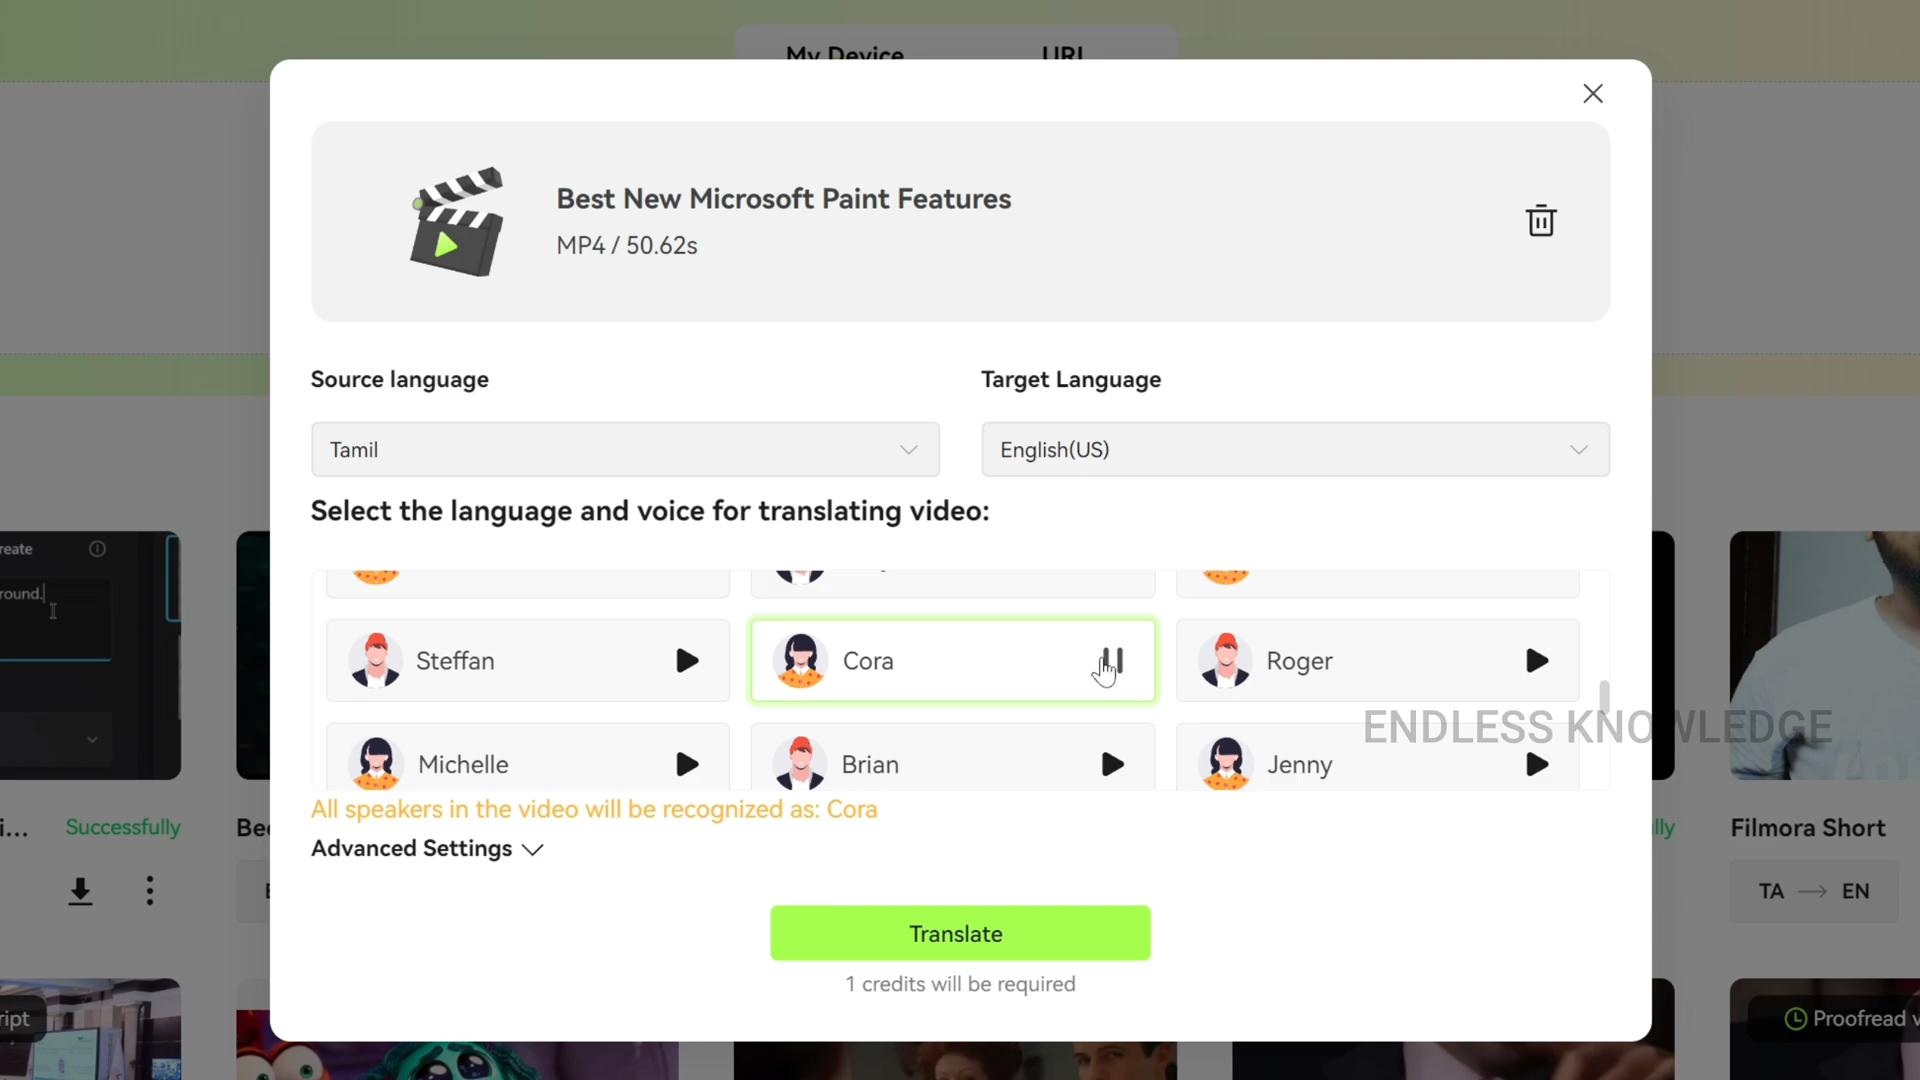 My Device URL
Best New Microsoft Paint Features
MP4 / 50.62s
Source language
Target Language
Tamil
English(US)
Select the language and voice for translating video:
round.
Steffan
Cora
Roger
ENDLESS KNOWLEDGE
Michelle
Brian
Jenny
All speakers in the video will be recognized as: Cora
Successfully
Filmora Short
Advanced Settings
TA → EN
Translate
1 credits will be required
Proofread